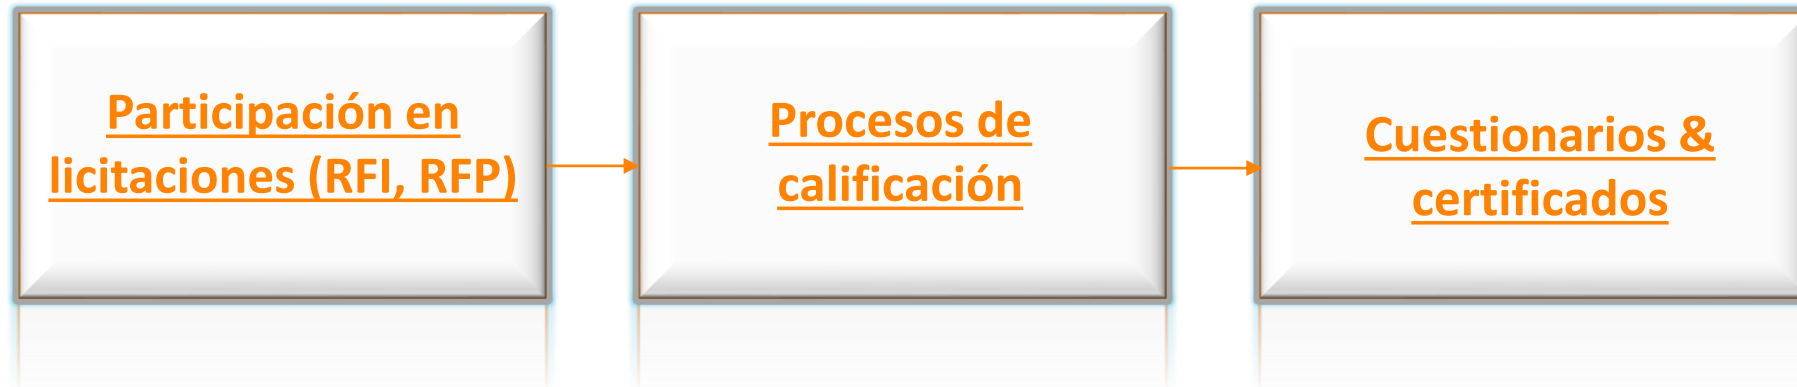 Participación en
licitaciones (RFI, RFP)
Procesos de
calificación
Cuestionarios &
certificados